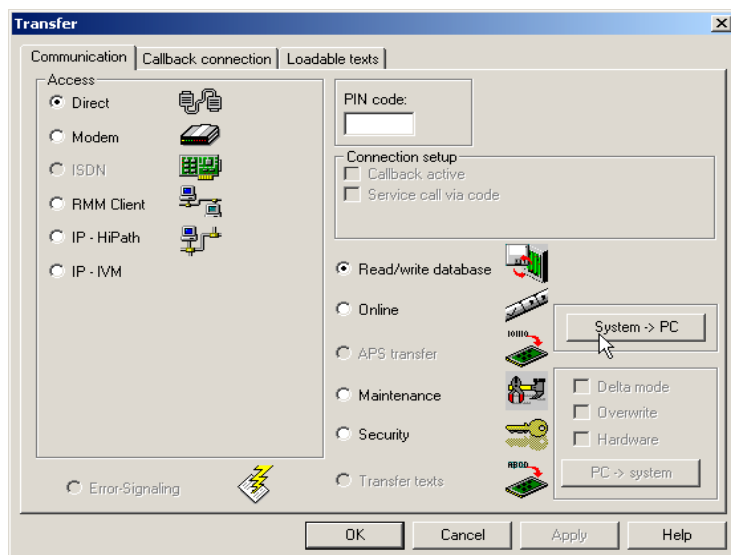 Transfer
Communication
Callback connection
Loadable texts
Access
Direct
Modem
ISDN
RMM Client
IP - HiPath
IP - IVM
Error-Signaling
PIN code:
Connection setup
Callback active
Service call via code
Read/write database
Online
10110
APS transfer
Maintenance
Security
ABCD
Transfer texts
System -> PC
Delta mode
Overwrite
Hardware
PC -> system
OK
Cancel
Apply
Help